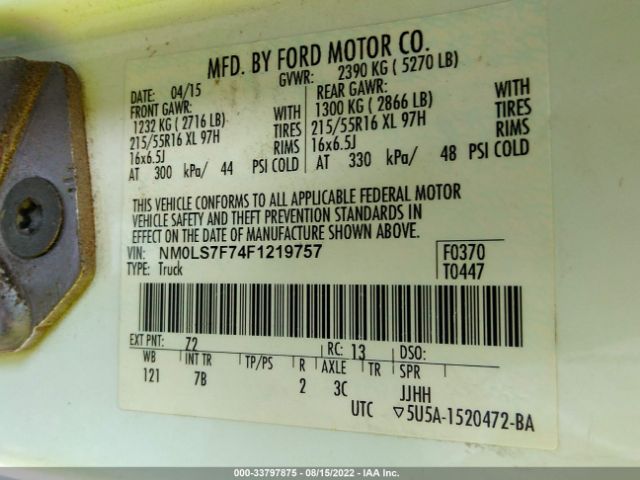 MFD. BY FORD MOTOR CO.
DATE: 04/15 GVWR: 2390 KG ( 5270 LB)
FRONT GAWR: REAR GAWR:
1232 KG ( 2716 LB) WITH 1300 KG ( 2866 LB) WITH
215/55R16 XL 97H TIRES 215/55R16 XL 97H TIRES
16x6.5J RIMS 16x6.5J RIMS
AT 300 kPa/ 44 PSI COLD AT 330 kPa/ 48 PSI COLD
THIS VEHICLE CONFORMS TO ALL APPLICABLE FEDERAL MOTOR
VEHICLE SAFETY AND THEFT PREVENTION STANDARDS IN
EFFECT ON THE DATE OF MANUFACTURE SHOWN ABOVE.
VIN: NM0LS7F74F1219757 F0370
TYPE: Truck T0447
EXT PNT: Z2 RC: 13 DSO:
WB INT TR TP/PS R AXLE TR SPR
121 7B 2 3C JJHH
UTC ▽5U5A-1520472-BA
000-33797875 - 08/15/2022 - IAA Inc.